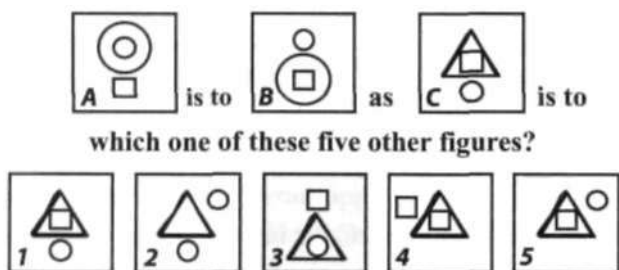 A is to B as C is to
which one of these five other figures?
1 2 3 4 5